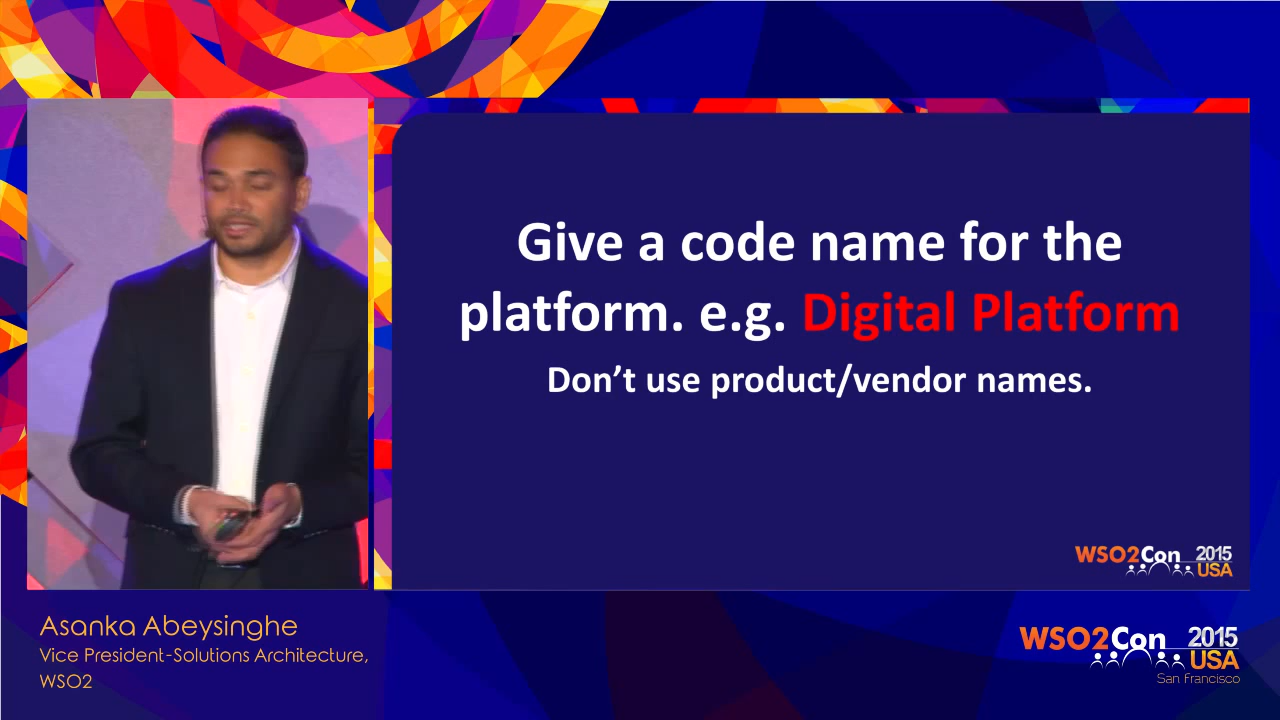 Give a code name for the
platform. e.g. Digital Platform
Don't use product/vendor names.
WSO2Con 2015
USA
Asanka Abeysinghe
Vice President-Solutions Architecture,
WSO2
WSO2Con 2015
USA
San Francisco